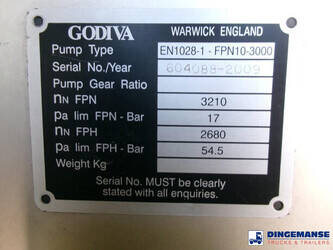 GODIVA WARWICK ENGLAND
Pump Type EN1028-1 - FPN10-3000
Serial No./Year 604088-2009
Pump Gear Ratio
nN FPN 3210
pa lim FPN - Bar 17
nN FPH 2680
pa lim FPH - Bar 54.5
Weight Kg
Serial No. MUST be clearly
stated with all enquiries.
DINGEMANSE
TRUCKS & TRAILERS